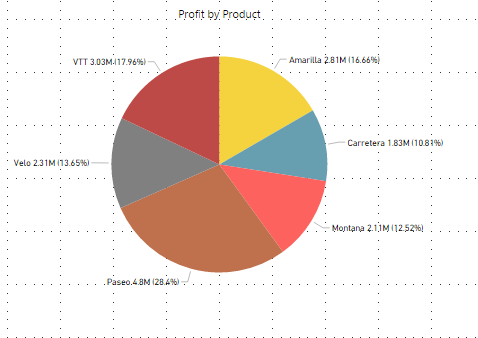 Profit by Product
VTT 3.03M (17.96%)
Amarilla 2.81M (16.66%)
Carretera 1.83M (10.81%)
Velo 2.31M (13.65%)
Montana 2.11M (12.52%)
Paseo 4.8M (28.4%)